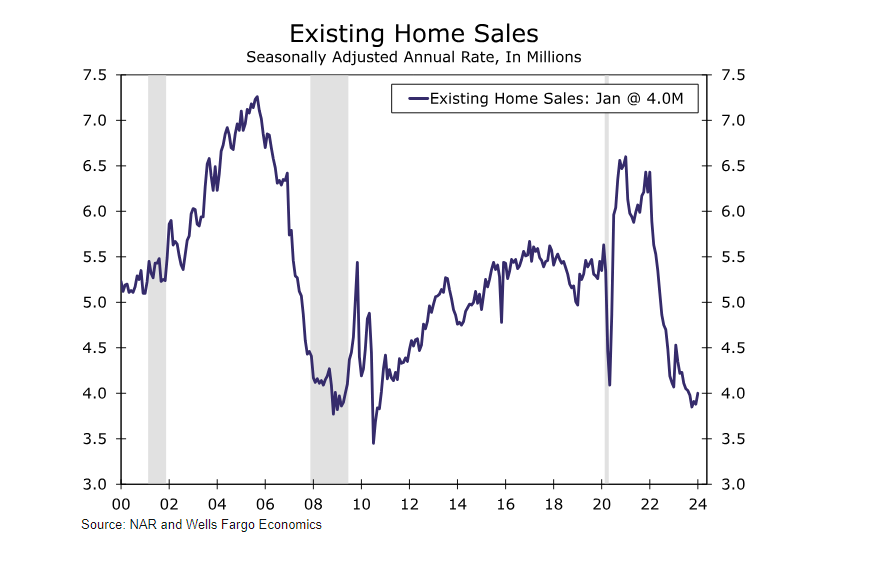 Existing Home Sales
Seasonally Adjusted Annual Rate, In Millions
7.5 7.5
Existing Home Sales: Jan @ 4.0M
7.0 7.0
6.5 6.5
6.0 6.0
5.5 5.5
5.0 5.0
4.5 4.5
4.0 4.0
3.5 3.5
3.0 3.0
00 02 04 06 08 10 12 14 16 18 20 22 24
Source: NAR and Wells Fargo Economics